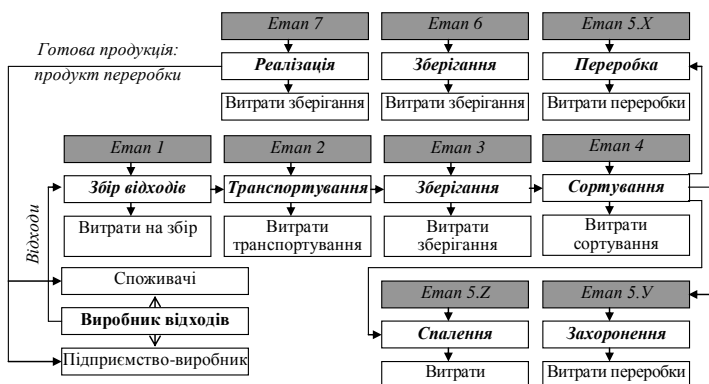 Етап 7
Етап 6
Етап 5.X
Готова продукція:
продукт переробки
Реалізація
Зберігання
Переробка
Витрати зберігання
Витрати зберігання
Витрати переробки
Етап 1
Етап 2
Етап 3
Етап 4
Відходи
Збір відходів
Транспортування
Зберігання
Сортування
Витрати на збір
Витрати
транспортування
Витрати
зберігання
Витрати
сортування
Споживачі
Виробник відходів
Підприємство-виробник
Етап 5.Z
Етап 5.У
Спалення
Захоронення
Витрати
Витрати переробки